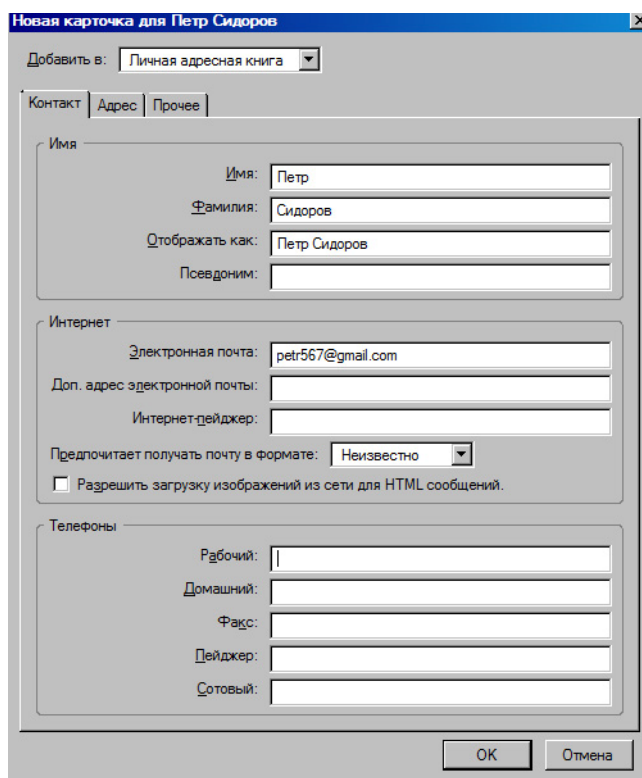 Новая карточка для Петр Сидоров
Добавить в: Личная адресная книга
Контакт Адрес Прочее
Имя
Имя: Петр
Фамилия: Сидоров
Отображать как: Петр Сидоров
Псевдоним:
Интернет
Электронная почта: petr567@gmail.com
Доп. адрес электронной почты:
Интернет-пейджер:
Предпочитает получать почту в формате: Неизвестно
Разрешить загрузку изображений из сети для HTML сообщений.
Телефоны
Рабочий:
Домашний:
Факс:
Пейджер:
Сотовый:
OK Отмена